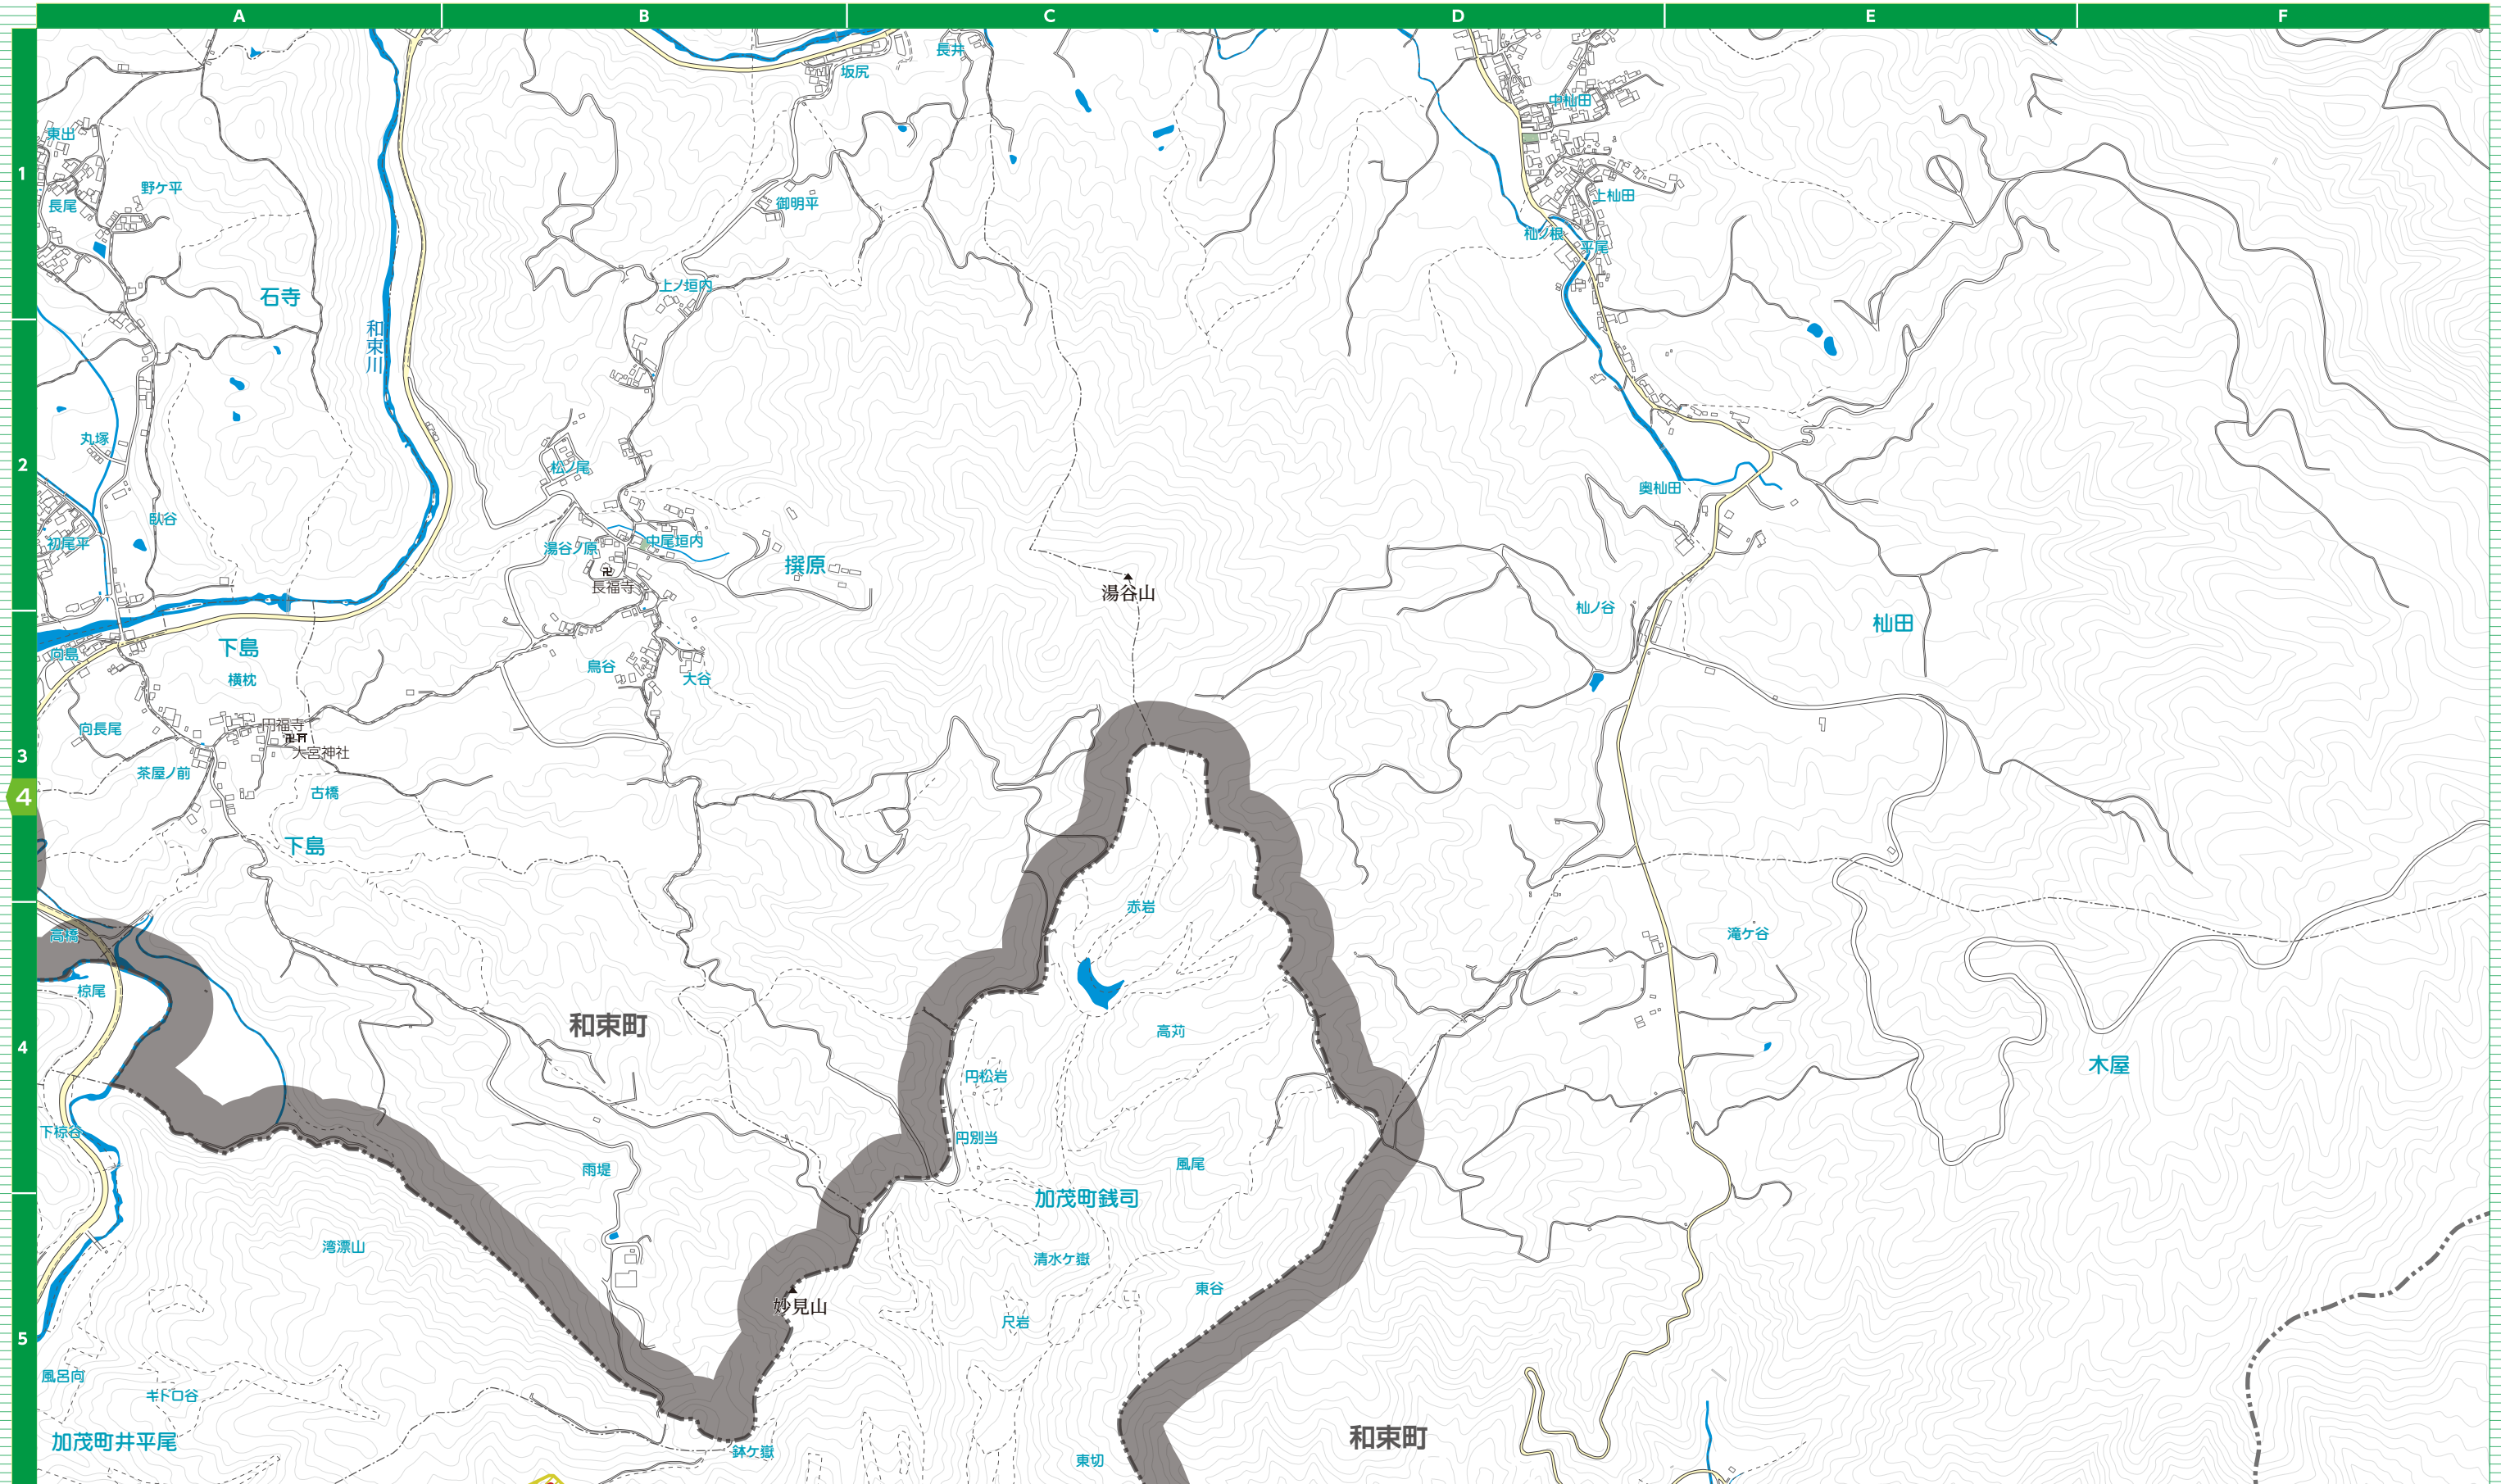 A
B
C
D
E
F
1
2
3
4
4
5
長井
坂尻
東出
中杣田
野ケ平
長尾
御明平
上杣田
杣ノ根
平尾
上ノ垣内
石寺
和束川
丸塚
松ノ尾
奥杣田
臥谷
初尾平
湯谷ノ原
中尾垣内
撰原
長福寺
湯谷山
杣ノ谷
杣田
下島
向島
横枕
鳥谷
大谷
向長尾
円福寺
大宮神社
茶屋ノ前
古橋
下島
赤岩
高橋
滝ケ谷
椋尾
和束町
高苅
木屋
円松岩
下椋谷
円別当
雨堤
風尾
加茂町銭司
湾漂山
清水ケ嶽
東谷
妙見山
尺岩
風呂向
ギドロ谷
加茂町井平尾
和束町
鉢ケ嶽
東切